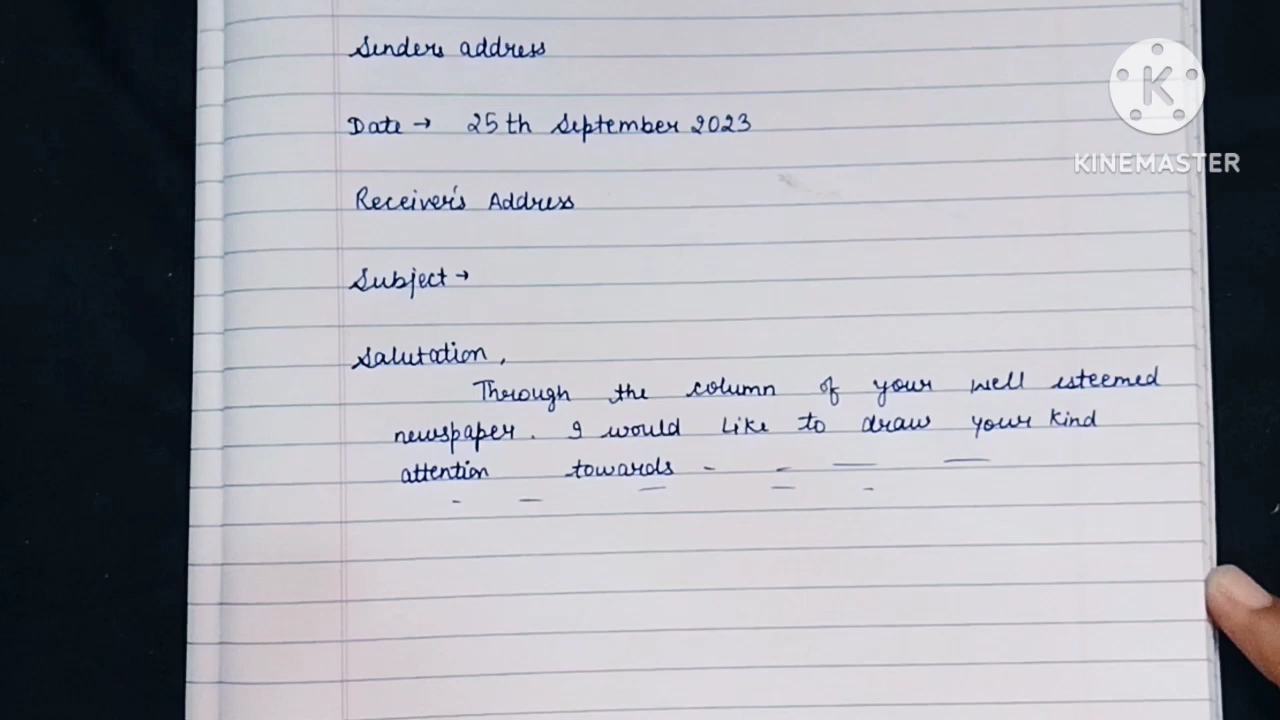 Senders address
Date → 25th September 2023
Receiver's Address
Subject →
Salutation,
Through the column of your well esteemed
newspaper. I would like to draw your kind
attention towards - - — —
- — — — -
K
KINEMASTER